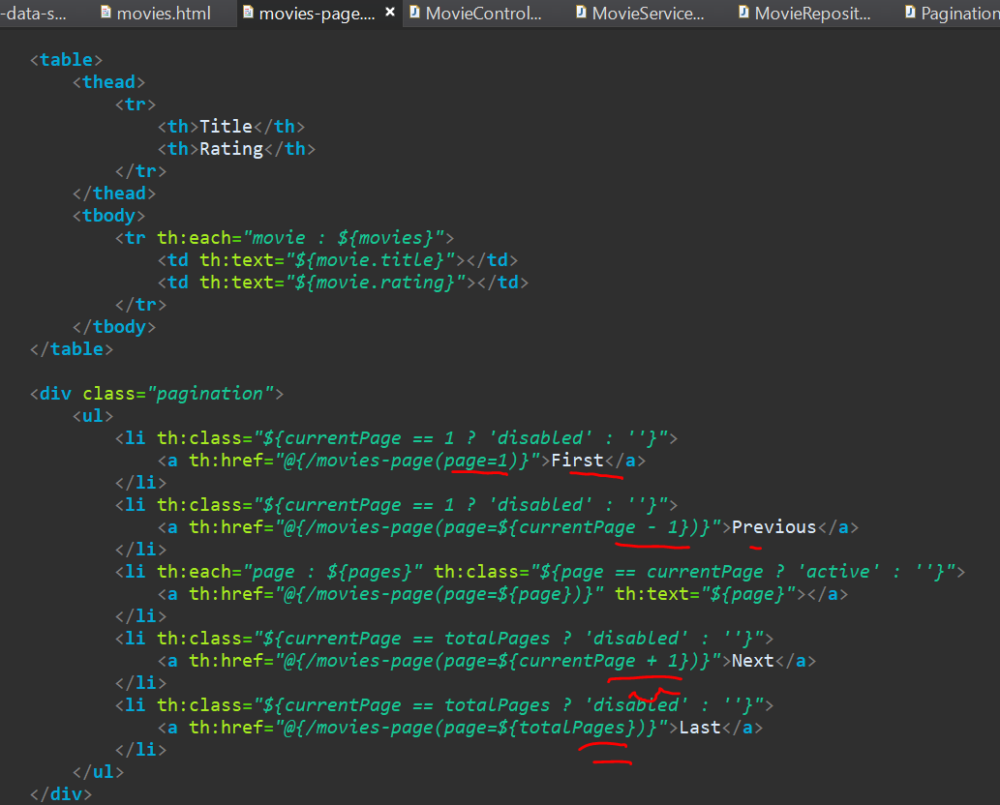 -data-s... movies.html movies-page.... MovieControl... MovieService... MovieReposit... Pagination
<table>
<thead>
<tr>
<th>Title</th>
<th>Rating</th>
</tr>
</thead>
<tbody>
<tr th:each="movie : ${movies}">
<td th:text="${movie.title}"></td>
<td th:text="${movie.rating}"></td>
</tr>
</tbody>
</table>
<div class="pagination">
<ul>
<li th:class="${currentPage == 1 ? 'disabled' : ''}">
<a th:href="@{/movies-page(page=1)}">First</a>
</li>
<li th:class="${currentPage == 1 ? 'disabled' : ''}">
<a th:href="@{/movies-page(page=${currentPage - 1})}">Previous</a>
</li>
<li th:each="page : ${pages}" th:class="${page == currentPage ? 'active' : ''}">
<a th:href="@{/movies-page(page=${page})}" th:text="${page}"></a>
</li>
<li th:class="${currentPage == totalPages ? 'disabled' : ''}">
<a th:href="@{/movies-page(page=${currentPage + 1})}">Next</a>
</li>
<li th:class="${currentPage == totalPages ? 'disabled' : ''}">
<a th:href="@{/movies-page(page=${totalPages})}">Last</a>
</li>
</ul>
</div>